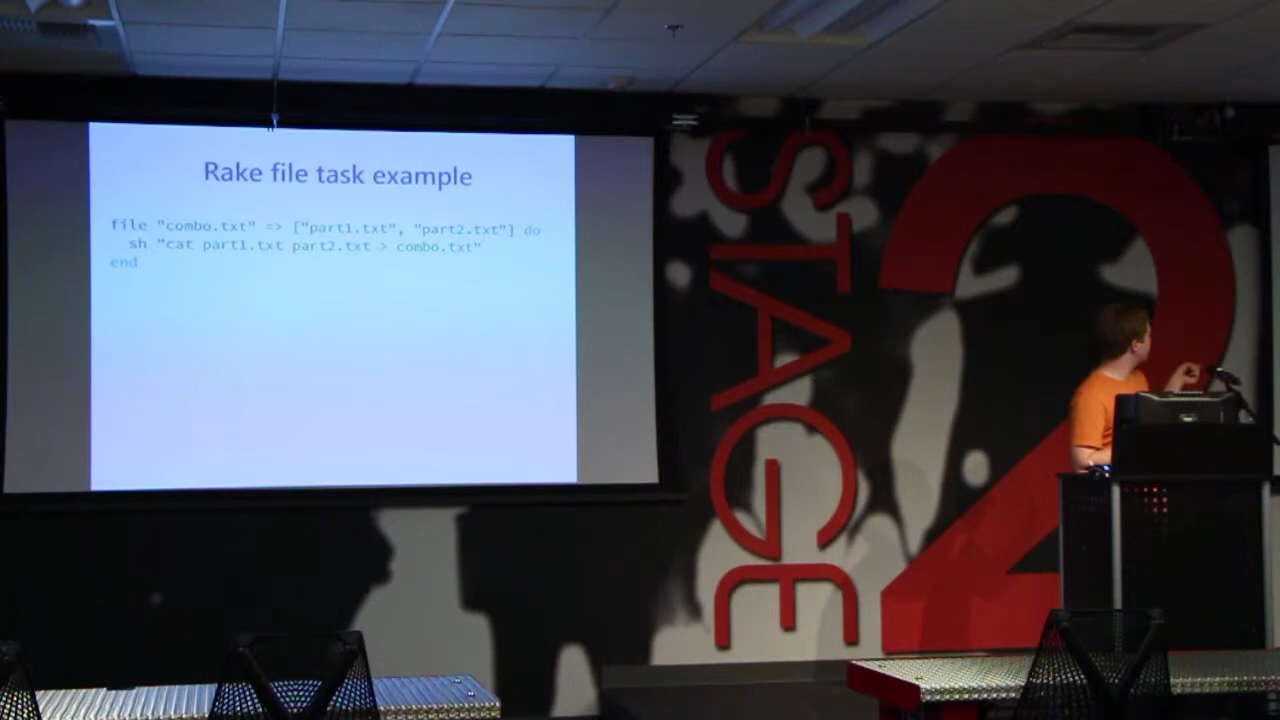 Rake file task example
file "combo.txt" => ["part1.txt", "part2.txt"] do
sh "cat part1.txt part2.txt > combo.txt"
end
STAGE
2